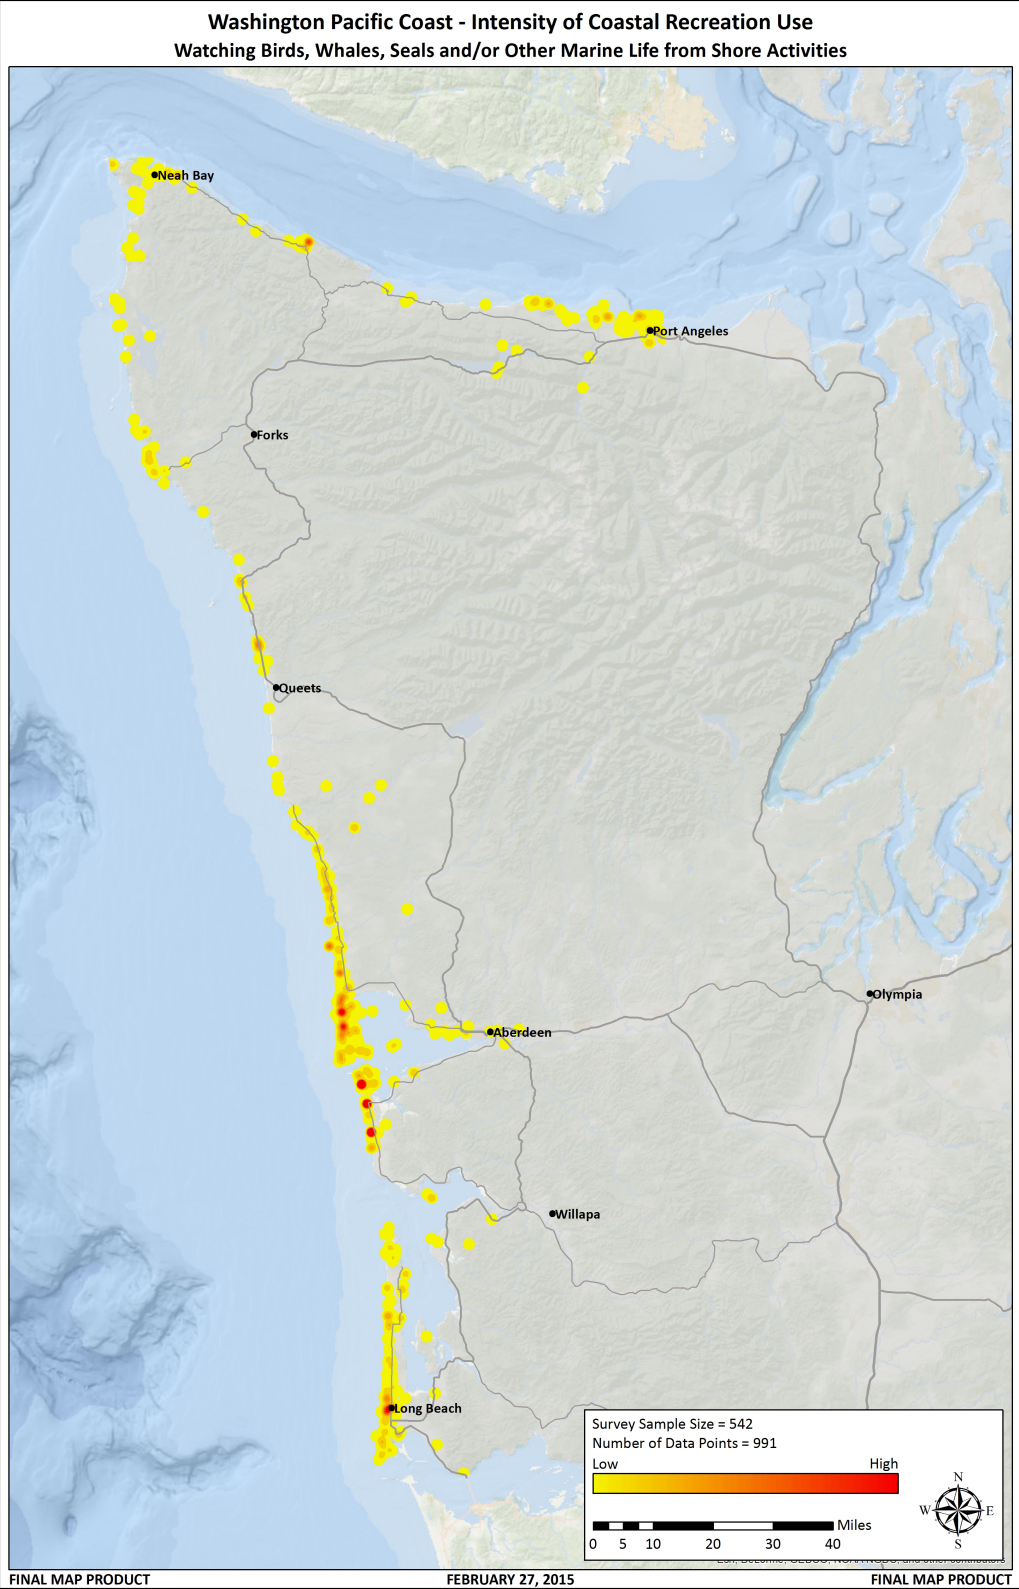 Washington Pacific Coast - Intensity of Coastal Recreation Use
Watching Birds, Whales, Seals and/or Other Marine Life from Shore Activities
Neah Bay
Port Angeles
Forks
Queets
Olympia
Aberdeen
Willapa
Long Beach
Survey Sample Size = 542
Number of Data Points = 991
Low High
N
W E
S
Miles
0 5 10 20 30 40
FINAL MAP PRODUCT FEBRUARY 27, 2015 FINAL MAP PRODUCT